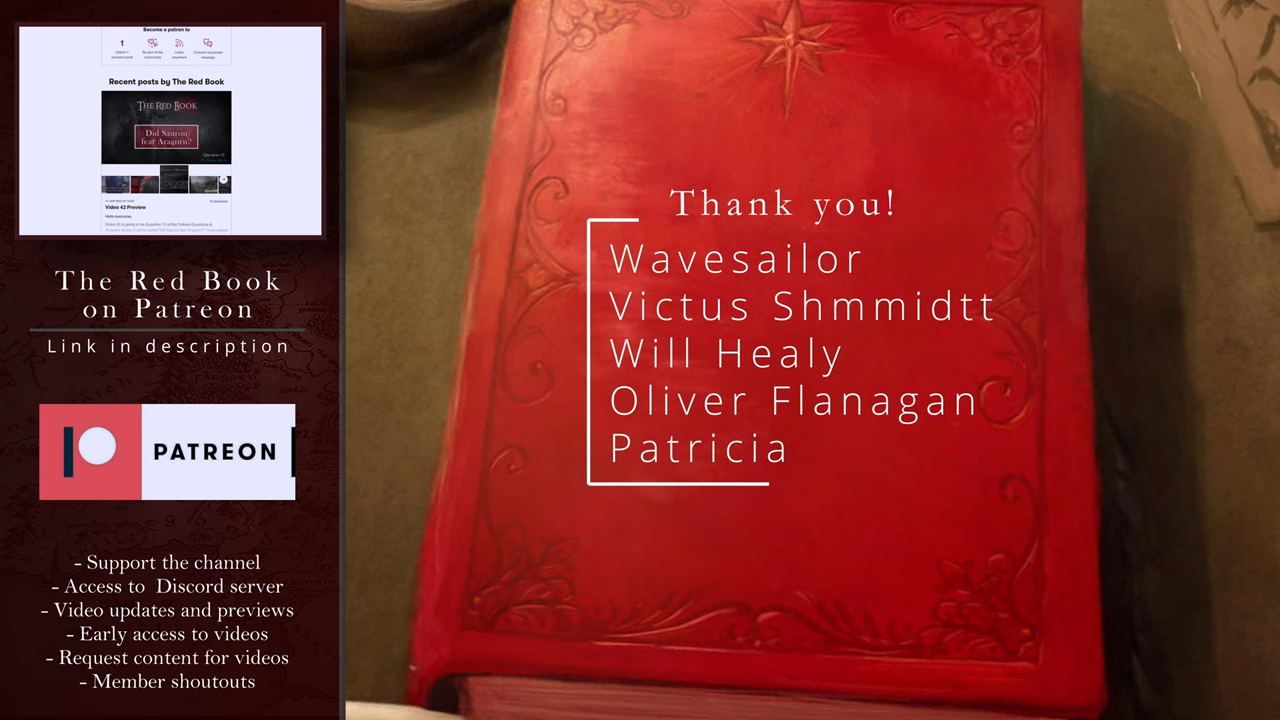 Become a patron to
1
Recent posts by The Red Book
THE RED BOOK
Did Sauron
fear Aragorn?
Question 12
Video 42 Preview
Hello everyone,
The Red Book
on Patreon
Link in description
PATREON
- Support the channel
- Access to  Discord server
- Video updates and previews
- Early access to videos
- Request content for videos
- Member shoutouts
Thank you!
Wavesailor
Victus Shmmidtt
Will Healy
Oliver Flanagan
Patricia